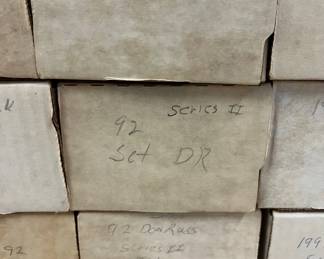 Series II
92
Set DR
92 DonRuss
Series II
92
199